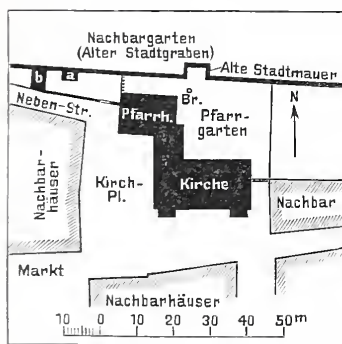 Nachbargarten
(Alter Stadtgraben)
Alte Stadtmauer
b a
Neben-Str.
Br.
N
Pfarrh.
Pfarr-
garten
Nachbar-
häuser
Kirch-
Pl.
Kirche
Nachbar
Markt
Nachbarhäuser
10 0 10 20 30 40 50 m